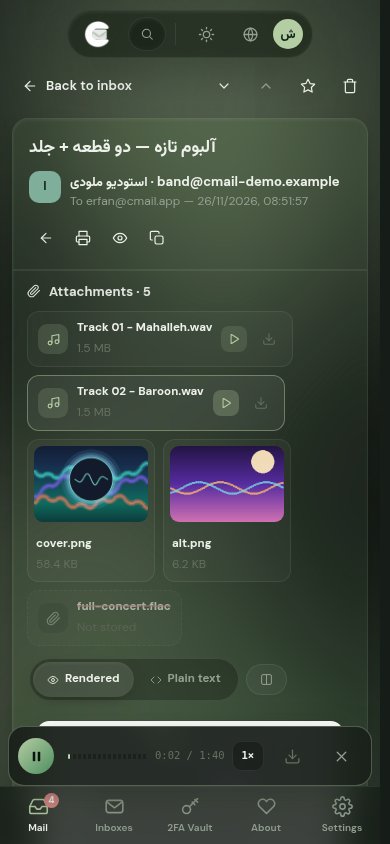 ش
Back to inbox
آلبوم تازه — دو قطعه + جلد
ا
استودیو ملودی · band@cmail-demo.example
To erfan@cmail.app — 26/11/2026, 08:51:57
Attachments · 5
Track 01 - Mahalleh.wav
1.5 MB
Track 02 - Baroon.wav
1.5 MB
cover.png
58.4 KB
alt.png
6.2 KB
full-concert.flac
Not stored
Rendered
Plain text
0:02 / 1:40
1×
4
Mail
Inboxes
2FA Vault
About
Settings